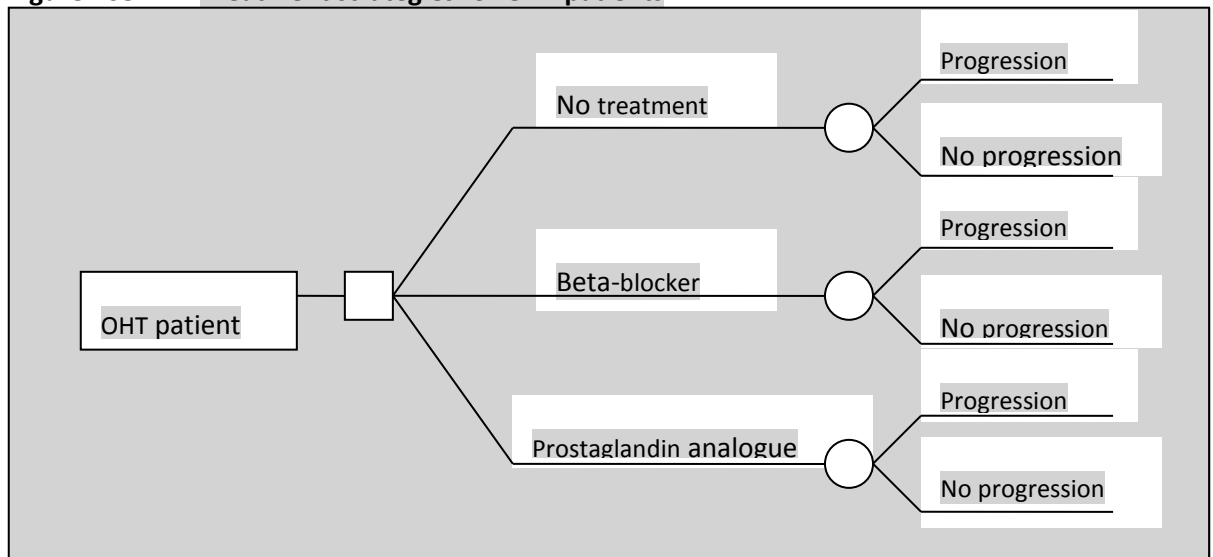 No treatment
Progression
No progression
OHT patient
Beta-blocker
Progression
No progression
Prostaglandin analogue
Progression
No progression